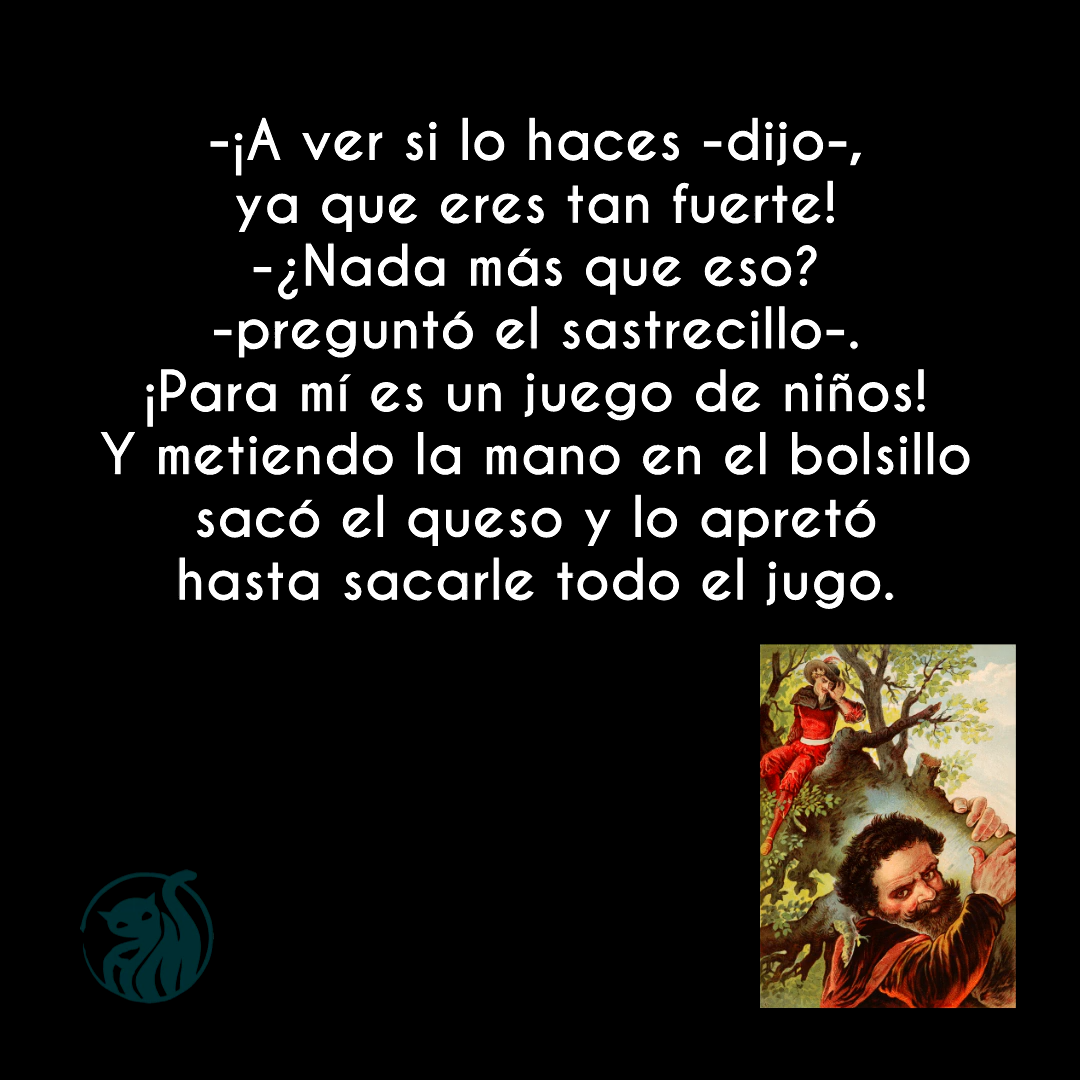 -¡A ver si lo haces -dijo-,
ya que eres tan fuerte!
-¿Nada más que eso?
-preguntó el sastrecillo-.
¡Para mí es un juego de niños!
Y metiendo la mano en el bolsillo
sacó el queso y lo apretó
hasta sacarle todo el jugo.